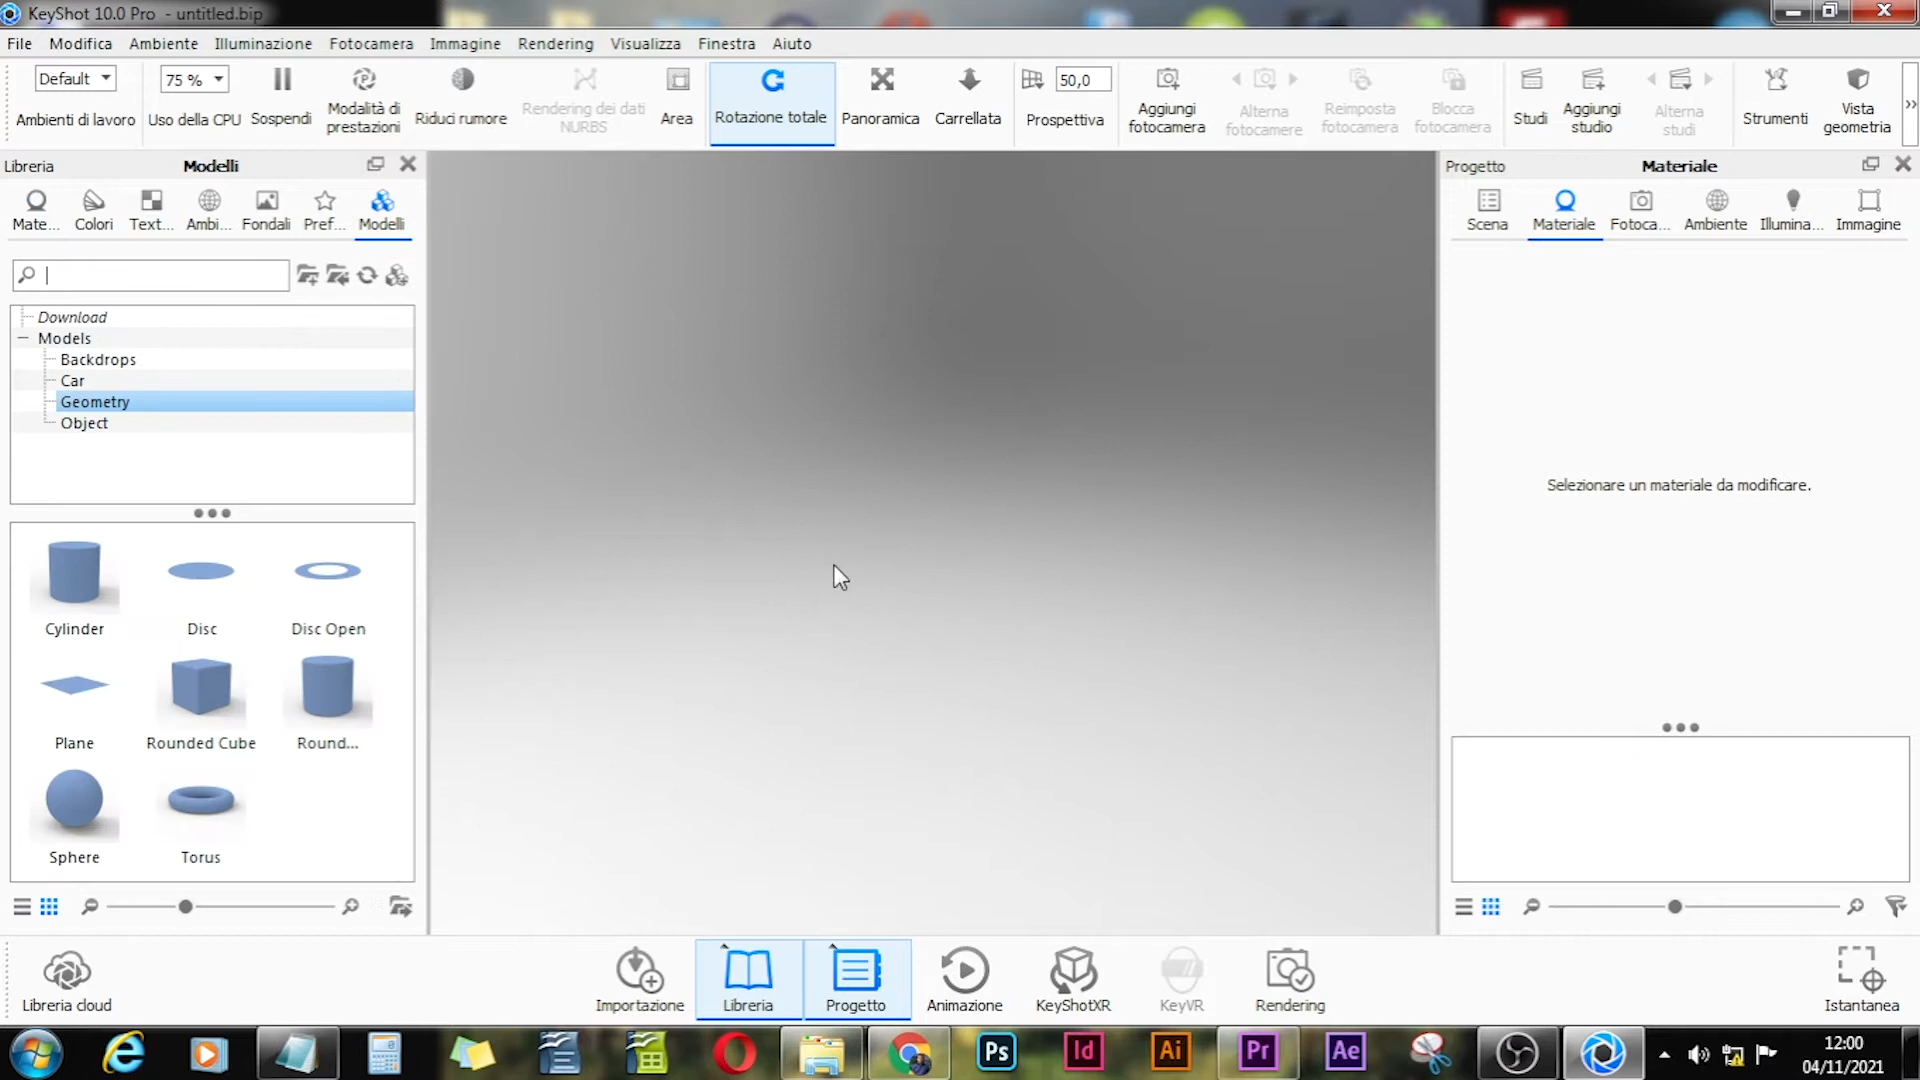 KeyShot 10.0 Pro - untitled.bip
File Modifica Ambiente Illuminazione Fotocamera Immagine Rendering Visualizza Finestra Aiuto
Default
Ambienti di lavoro
75 %
Uso della CPU
Sospendi
Modalità di
prestazioni
Riduci rumore
Rendering dei dati
NURBS
Area
Rotazione totale
Panoramica
Carrellata
50,0
Prospettiva
Aggiungi
fotocamera
Alterna
fotocamere
Reimposta
fotocamera
Blocca
fotocamera
Studi
Aggiungi
studio
Alterna
studi
Strumenti
Vista
geometria
Libreria Modelli
Mate... Colori Text... Ambi... Fondali Pref... Modelli
Download
Models
Backdrops
Car
Geometry
Object
Cylinder Disc Disc Open
Plane Rounded Cube Round...
Sphere Torus
Progetto Materiale
Scena Materiale Fotoca... Ambiente Illumina... Immagine
Selezionare un materiale da modificare.
Libreria cloud
Importazione Libreria Progetto Animazione KeyShotXR KeyVR Rendering
Istantanea
Ps Id Ai Pr Ae
12:00
04/11/2021